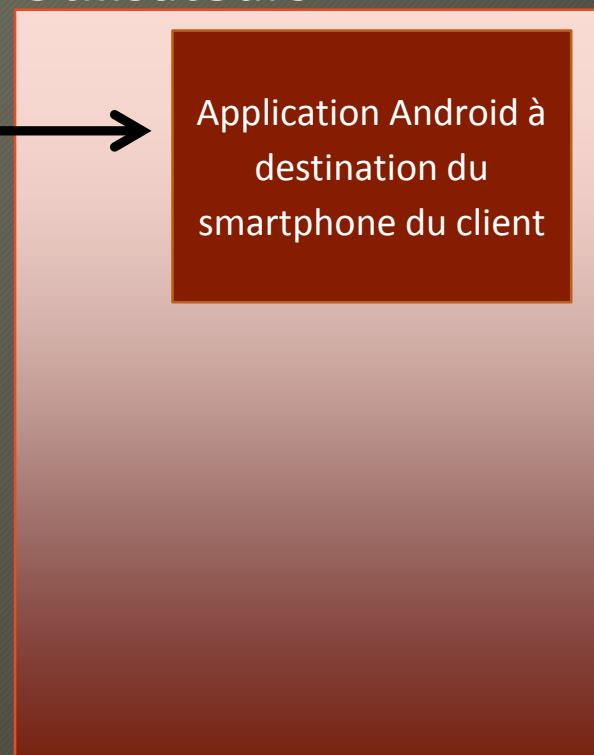 Application Android à
destination du
smartphone du client